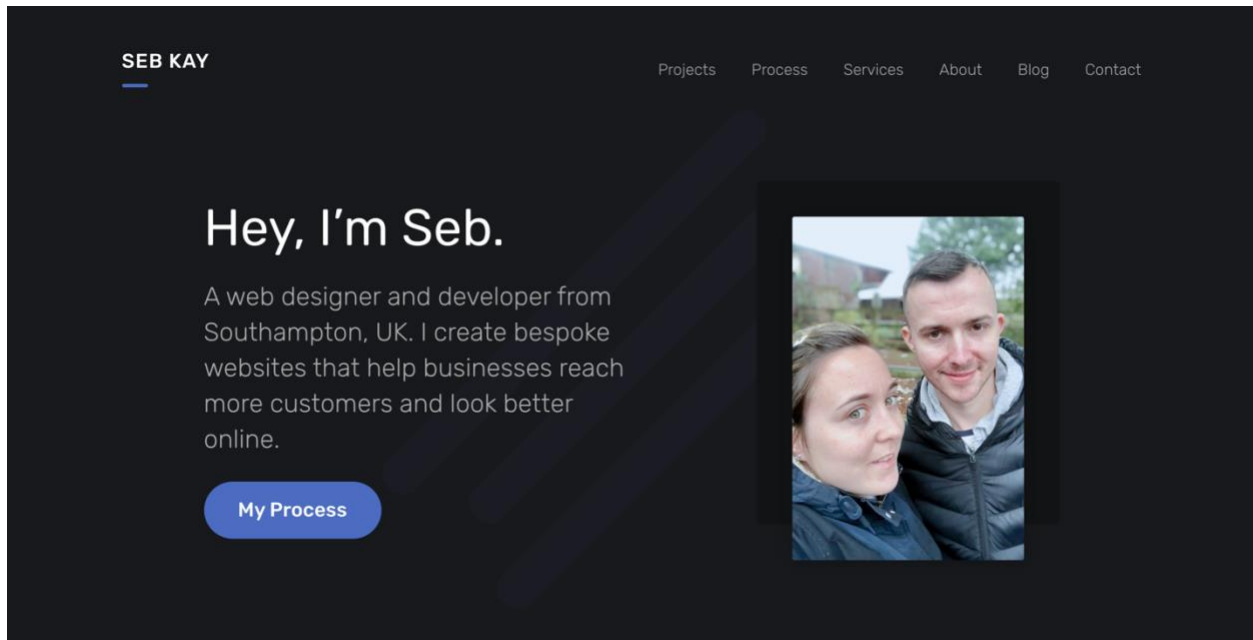 SEB KAY
Projects Process Services About Blog Contact
Hey, I’m Seb.
A web designer and developer from
Southampton, UK. I create bespoke
websites that help businesses reach
more customers and look better
online.
My Process